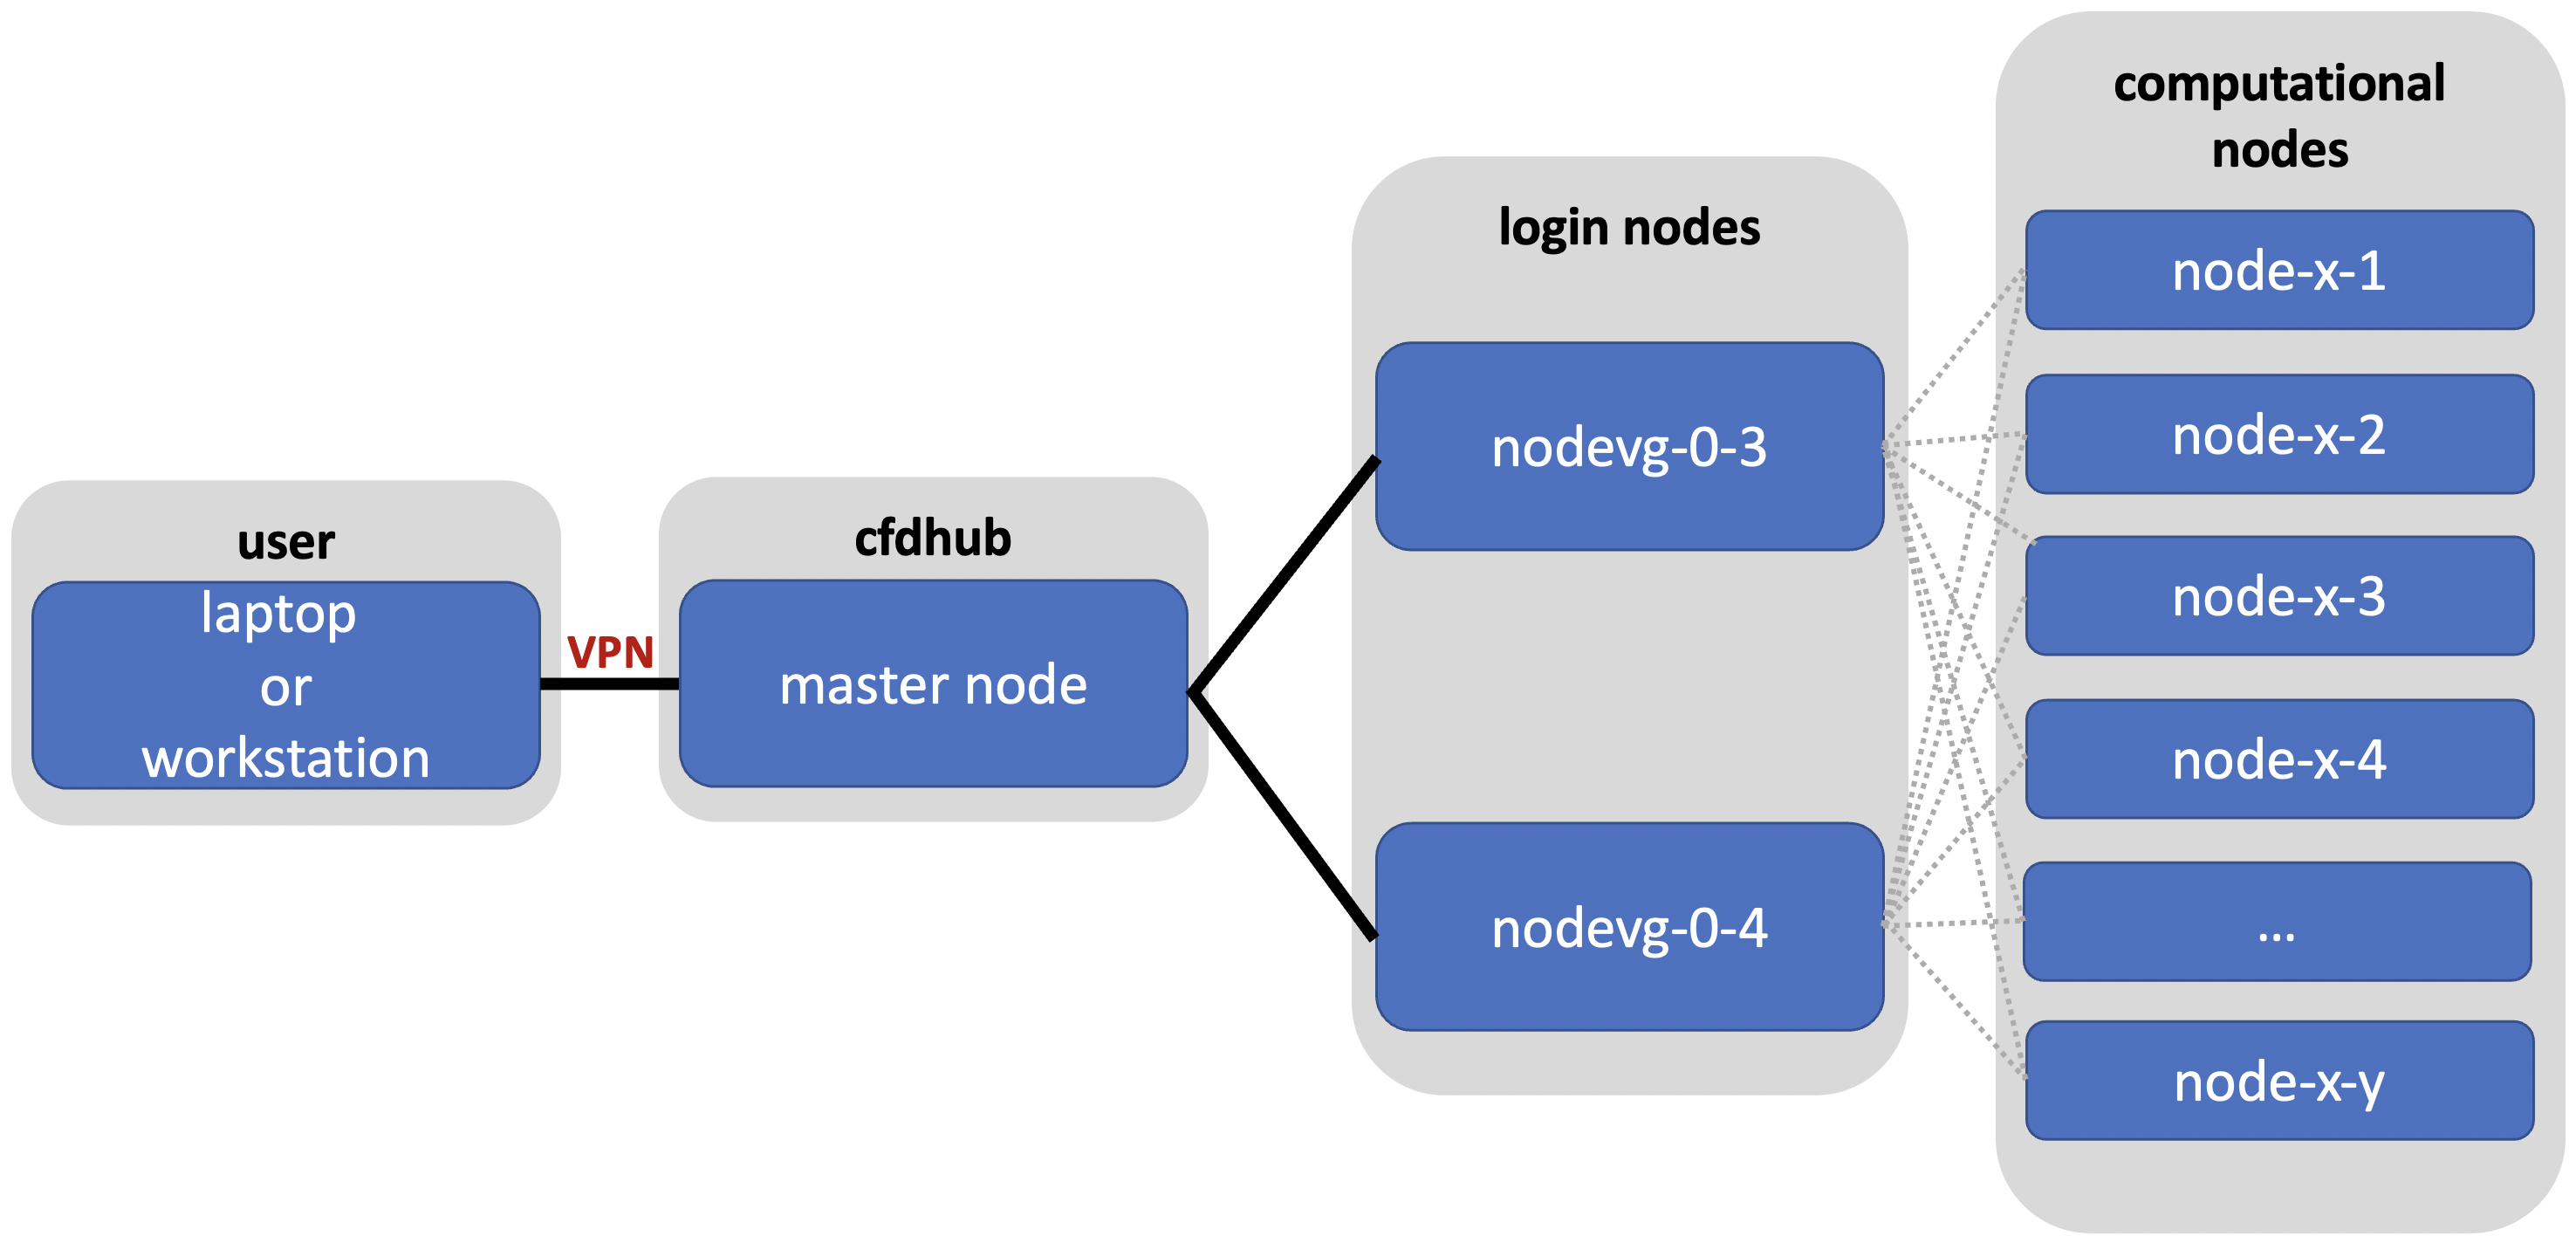 user
laptop
or
workstation
VPN
cfdhub
master node
login nodes
nodevg-0-3
nodevg-0-4
computational
nodes
node-x-1
node-x-2
node-x-3
node-x-4
...
node-x-y